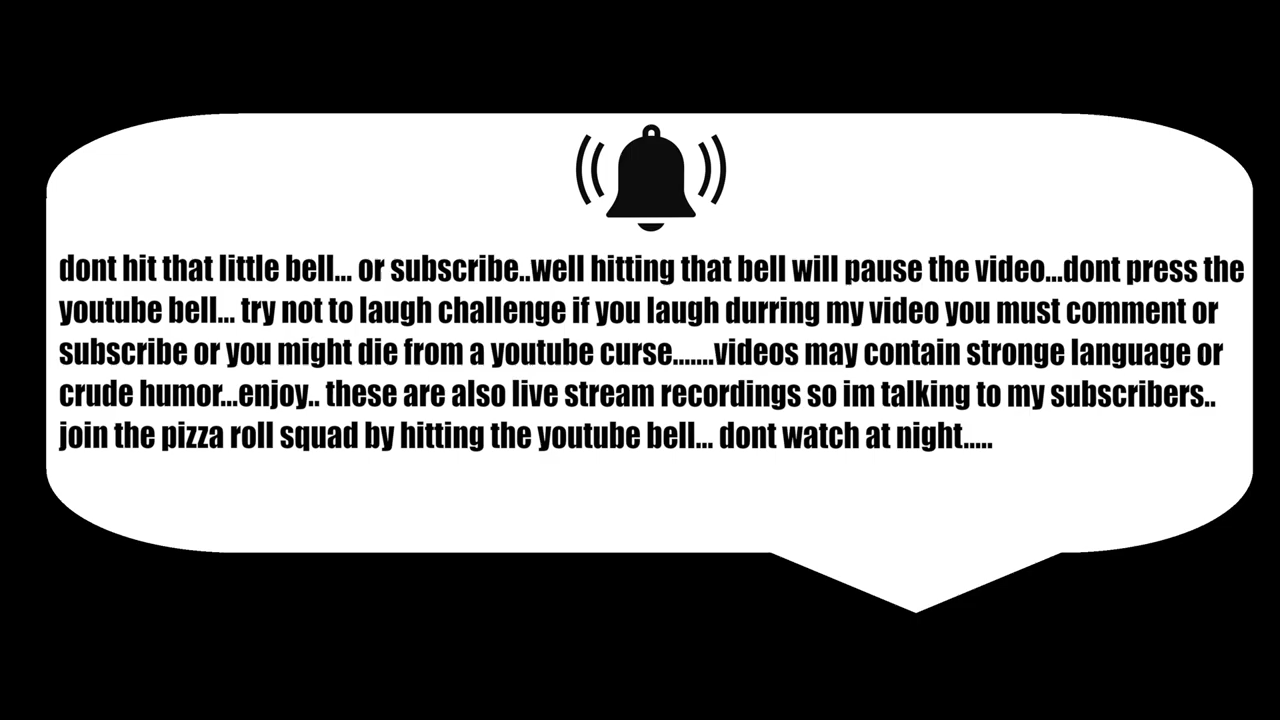 dont hit that little bell... or subscribe..well hitting that bell will pause the video...dont press the
youtube bell... try not to laugh challenge if you laugh durring my video you must comment or
subscribe or you might die from a youtube curse.......videos may contain stronge language or
crude humor...enjoy.. these are also live stream recordings so im talking to my subscribers..
join the pizza roll squad by hitting the youtube bell... dont watch at night.....